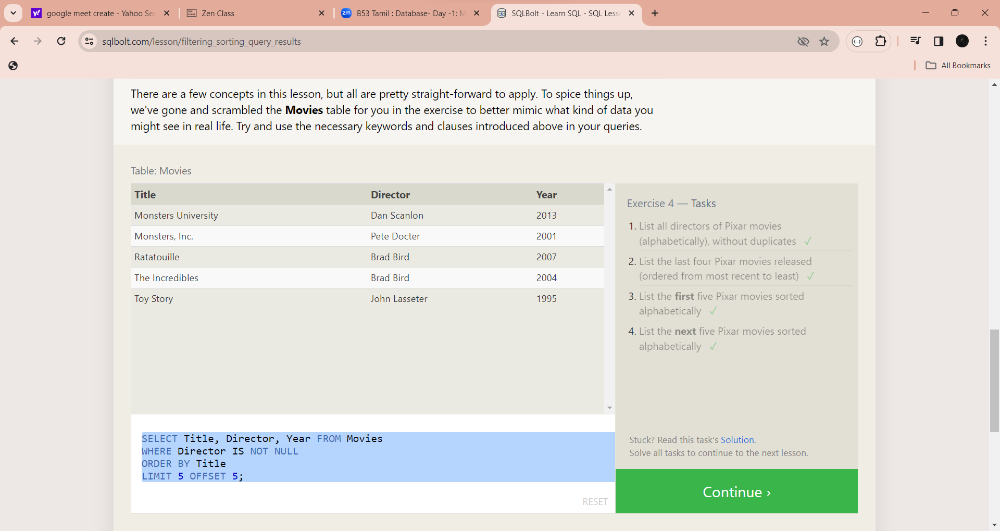 google meet create - Yahoo Sea
Zen Class
zm B53 Tamil : Database- Day -1: M
SQLBolt - Learn SQL - SQL Less
sqlbolt.com/lesson/filtering_sorting_query_results
All Bookmarks
There are a few concepts in this lesson, but all are pretty straight-forward to apply. To spice things up,
we've gone and scrambled the Movies table for you in the exercise to better mimic what kind of data you
might see in real life. Try and use the necessary keywords and clauses introduced above in your queries.
Table: Movies
Title Director Year
Monsters University Dan Scanlon 2013
Monsters, Inc. Pete Docter 2001
Ratatouille Brad Bird 2007
The Incredibles Brad Bird 2004
Toy Story John Lasseter 1995
SELECT Title, Director, Year FROM Movies
WHERE Director IS NOT NULL
ORDER BY Title
LIMIT 5 OFFSET 5;
RESET
Exercise 4 — Tasks
1. List all directors of Pixar movies
(alphabetically), without duplicates ✓
2. List the last four Pixar movies released
(ordered from most recent to least) ✓
3. List the first five Pixar movies sorted
alphabetically ✓
4. List the next five Pixar movies sorted
alphabetically ✓
Stuck? Read this task's Solution.
Solve all tasks to continue to the next lesson.
Continue ›